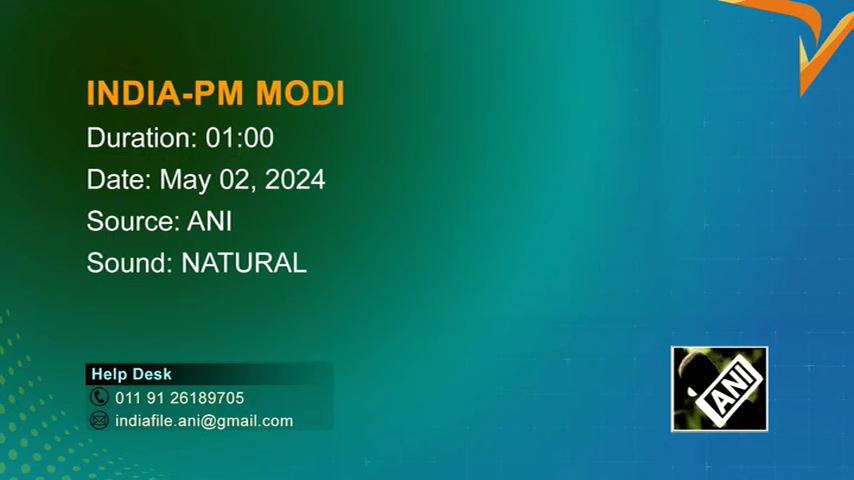 INDIA-PM MODI
Duration: 01:00
Date: May 02, 2024
Source: ANI
Sound: NATURAL
Help Desk
011 91 26189705
indiafile.ani@gmail.com
ANI